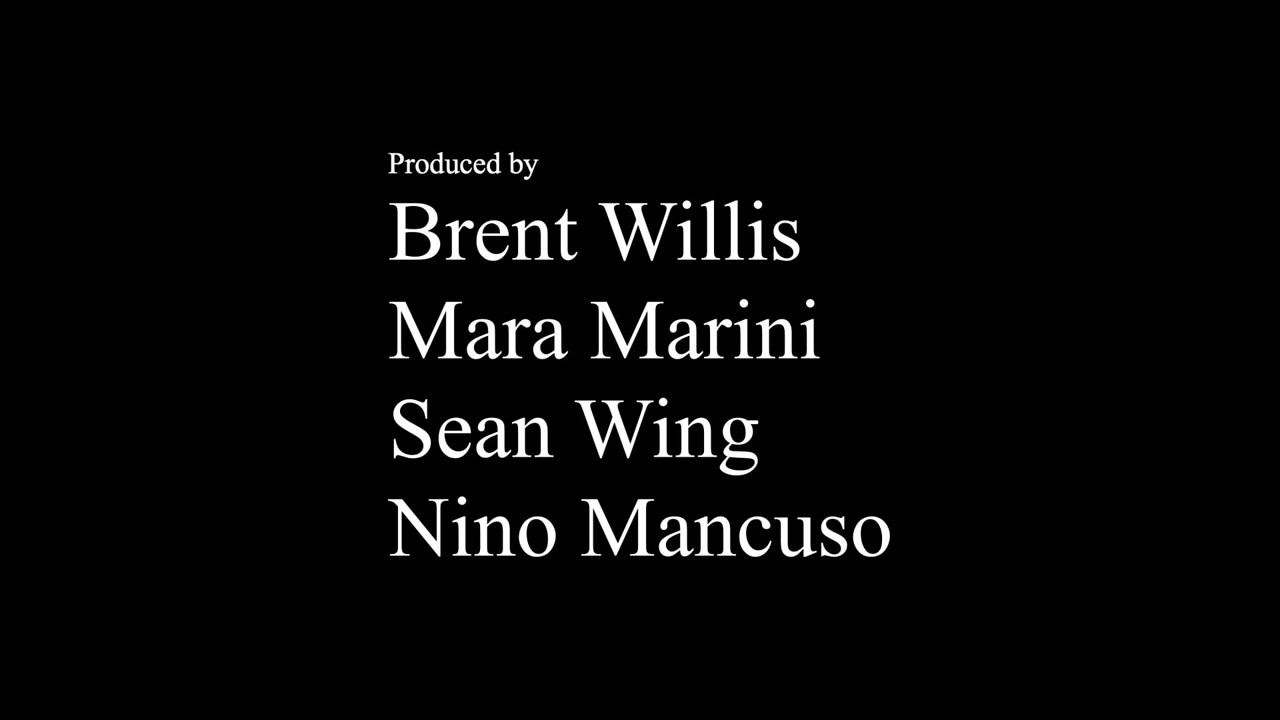 Produced by
Brent Willis
Mara Marini
Sean Wing
Nino Mancuso